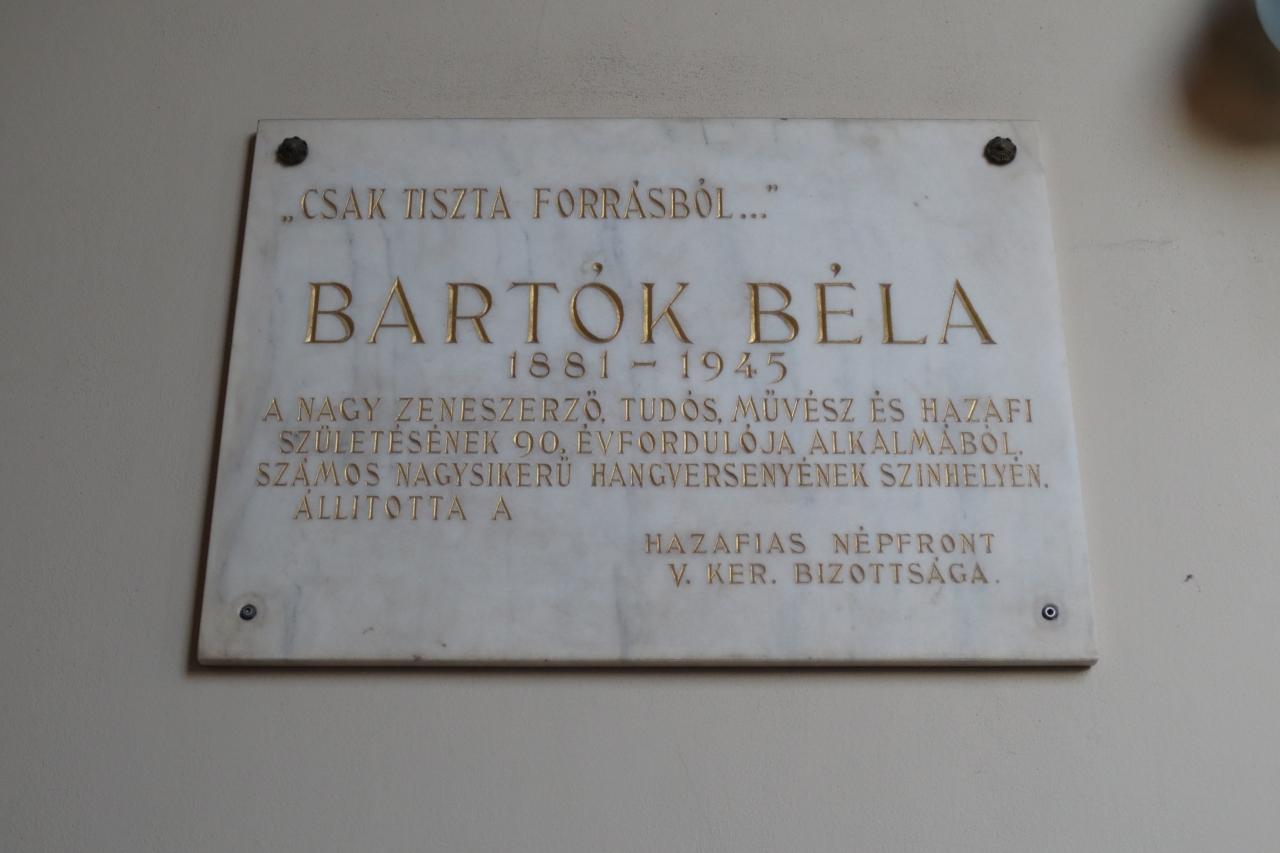 „CSAK TISZTA FORRÁSBÓL..."
BARTÓK BÉLA
1881-1945
A NAGY ZENESZERZŐ, TUDÓS, MŰVÉSZ ÉS HAZAFI
SZÜLETÉSÉNEK 90. ÉVFORDULÓJA ALKALMÁBÓL.
SZÁMOS NAGYSIKERŰ HANGVERSENYÉNEK SZINHELYÉN.
ÁLLITOTTA A
HAZAFIAS NÉPFRONT
V. KER. BIZOTTSÁGA.